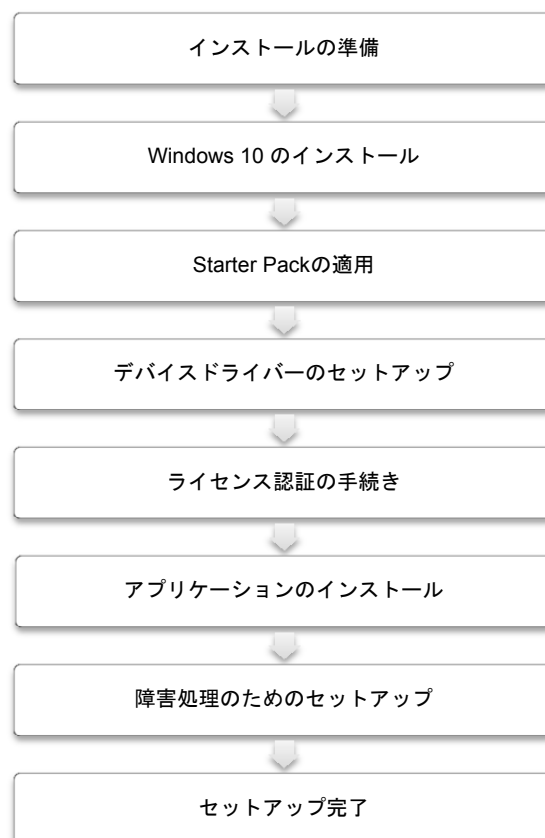 インストールの準備
Windows 10 のインストール
Starter Packの適用
デバイスドライバーのセットアップ
ライセンス認証の手続き
アプリケーションのインストール
障害処理のためのセットアップ
セットアップ完了